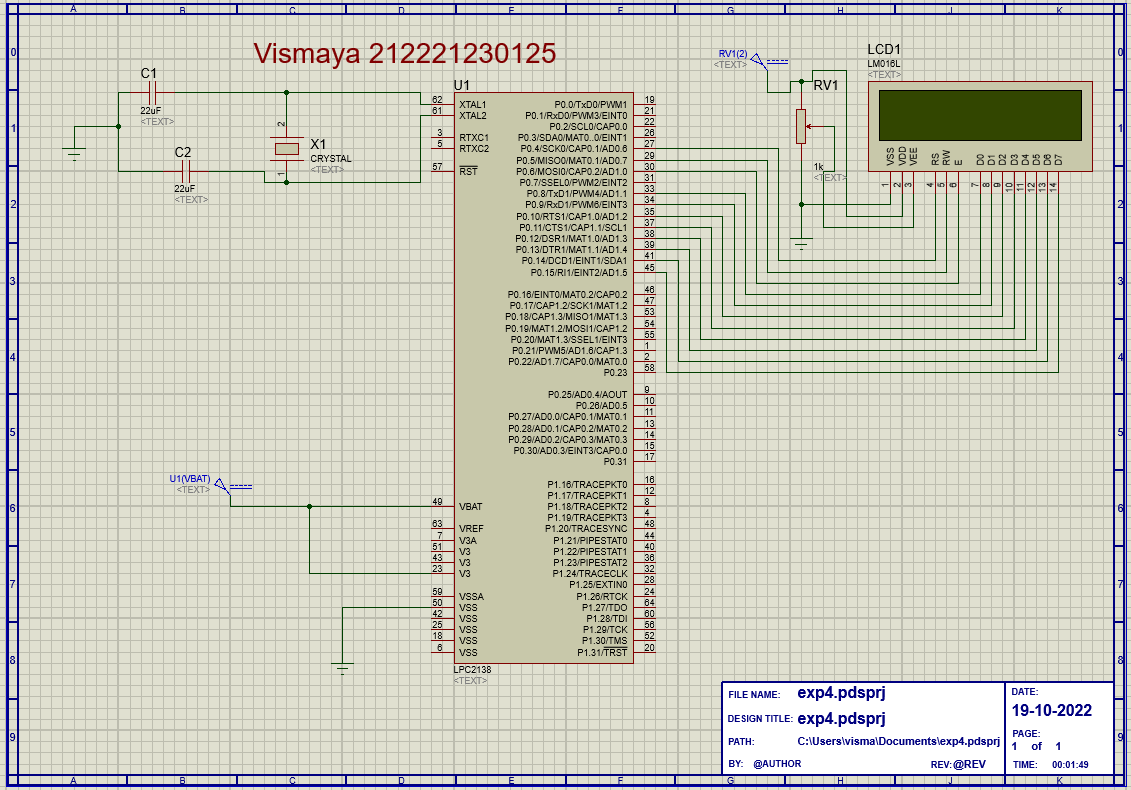 A B C D E F G H J K
Vismaya 212221230125
C1
22uF
<TEXT>
C2
22uF
<TEXT>
2
X1
CRYSTAL
<TEXT>
1
U1
62 XTAL1
61 XTAL2
3 RTXC1
5 RTXC2
57 RST
49 VBAT
63 VREF
7 V3A
51 V3
43 V3
23 V3
59 VSSA
50 VSS
42 VSS
25 VSS
18 VSS
6 VSS
P0.0/TxD0/PWM1 19
P0.1/RxD0/PWM3/EINT0 21
P0.2/SCL0/CAP0.0 22
P0.3/SDA0/MAT0..0/EINT1 26
P0.4/SCK0/CAP0.1/AD0.6 27
P0.5/MISO0/MAT0.1/AD0.7 29
P0.6/MOSI0/CAP0.2/AD1.0 30
P0.7/SSEL0/PWM2/EINT2 31
P0.8/TxD1/PWM4/AD1.1 33
P0.9/RxD1/PWM6/EINT3 34
P0.10/RTS1/CAP1.0/AD1.2 35
P0.11/CTS1/CAP1.1/SCL1 37
P0.12/DSR1/MAT1.0/AD1.3 38
P0.13/DTR1/MAT1.1/AD1.4 39
P0.14/DCD1/EINT1/SDA1 41
P0.15/RI1/EINT2/AD1.5 45
P0.16/EINT0/MAT0.2/CAP0.2 46
P0.17/CAP1.2/SCK1/MAT1.2 47
P0.18/CAP1.3/MISO1/MAT1.3 53
P0.19/MAT1.2/MOSI1/CAP1.2 54
P0.20/MAT1.3/SSEL1/EINT3 55
P0.21/PWM5/AD1.6/CAP1.3 1
P0.22/AD1.7/CAP0.0/MAT0.0 2
P0.23 58
P0.25/AD0.4/AOUT 9
P0.26/AD0.5 10
P0.27/AD0.0/CAP0.1/MAT0.1 11
P0.28/AD0.1/CAP0.2/MAT0.2 13
P0.29/AD0.2/CAP0.3/MAT0.3 14
P0.30/AD0.3/EINT3/CAP0.0 15
P0.31 17
P1.16/TRACEPKT0 16
P1.17/TRACEPKT1 12
P1.18/TRACEPKT2 8
P1.19/TRACEPKT3 4
P1.20/TRACESYNC 48
P1.21/PIPESTAT0 44
P1.22/PIPESTAT1 40
P1.23/PIPESTAT2 36
P1.24/TRACECLK 32
P1.25/EXTIN0 28
P1.26/RTCK 24
P1.27/TDO 64
P1.28/TDI 60
P1.29/TCK 56
P1.30/TMS 52
P1.31/TRST 20
LPC2138
<TEXT>
U1(VBAT)
<TEXT>
RV1(2)
<TEXT>
RV1
1k
<TEXT>
LCD1
LM016L
<TEXT>
VSS VDD VEE RS RW E D0 D1 D2 D3 D4 D5 D6 D7
1 2 3 4 5 6 7 8 9 10 11 12 13 14
0 0
1 1
2 2
3 3
4 4
5 5
6 6
7 7
8 8
9 9
FILE NAME: exp4.pdsprj
DESIGN TITLE: exp4.pdsprj
PATH: C:\Users\visma\Documents\exp4.pdsprj
BY: @AUTHOR REV:@REV
DATE:
19-10-2022
PAGE:
1 of 1
TIME: 00:01:49
A B C D E F G H J K